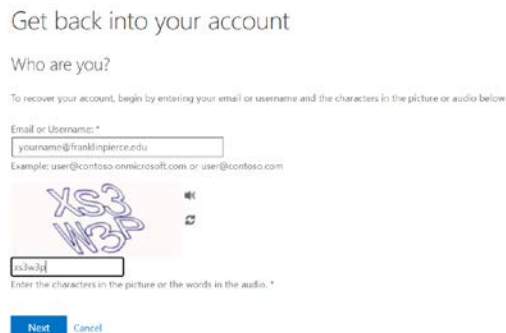 Get back into your account
Who are you?
To recover your account, begin by entering your email or username and the characters in the picture or audio below
Email or Username: *
yourname@franklinpierce.edu
Example: user@contoso.onmicrosoft.com or user@contoso.com
XS3
W3P
xs3w3p
Enter the characters in the picture or the words in the audio. *
Next Cancel